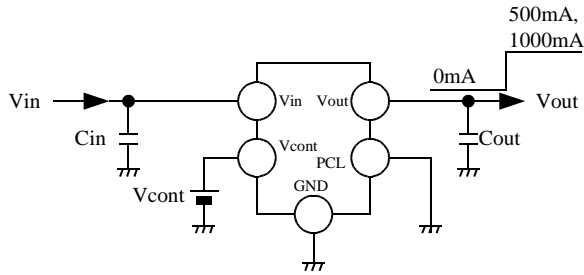 500mA,
1000mA
0mA
Vin
Vin
Vout
Vout
Cin
Vcont
PCL
Cout
Vcont
GND